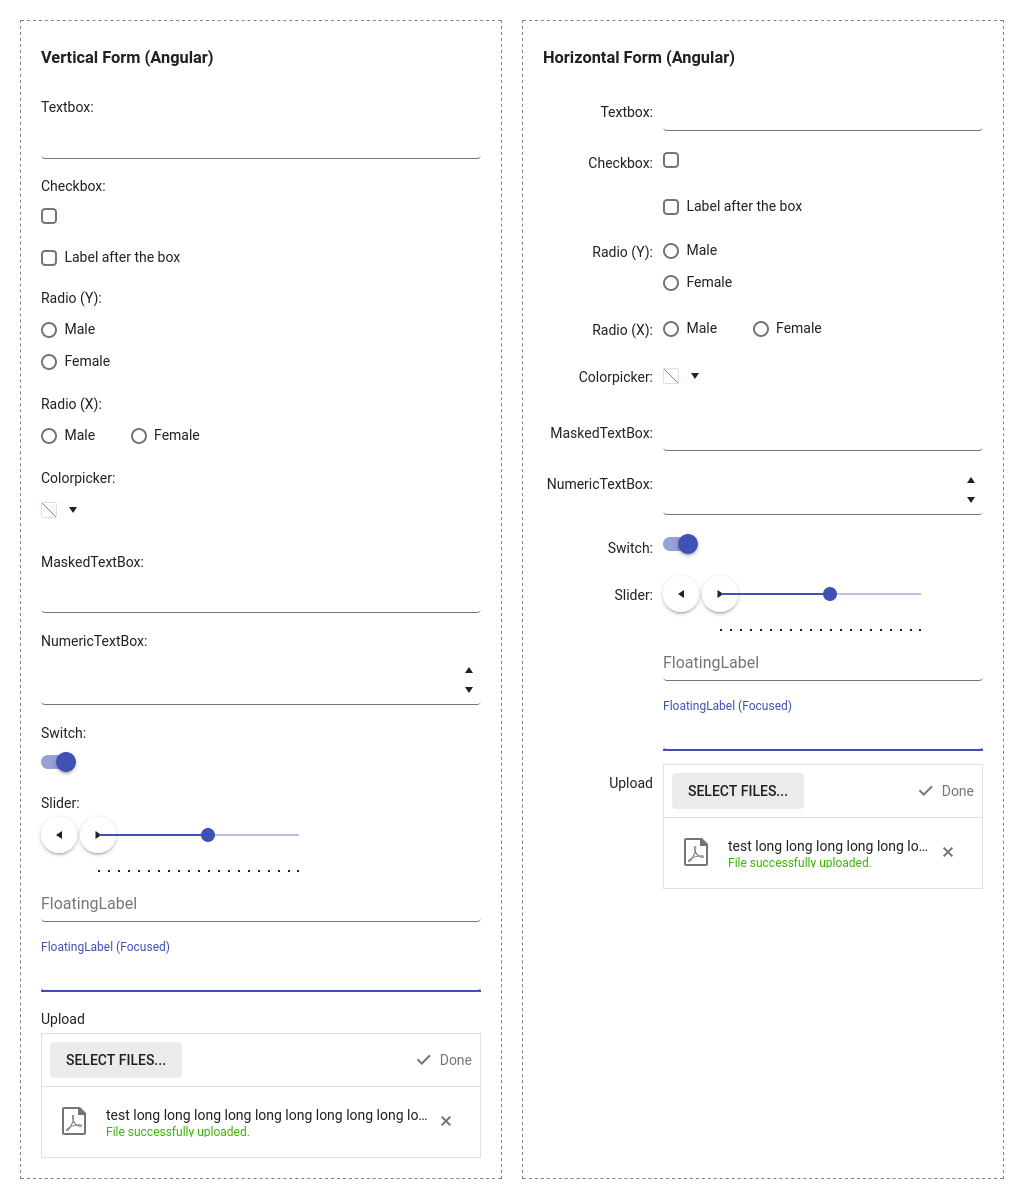 Vertical Form (Angular)
Textbox:
Checkbox:
Label after the box
Radio (Y):
Male
Female
Radio (X):
Male Female
Colorpicker:
MaskedTextBox:
NumericTextBox:
Switch:
Slider:
FloatingLabel
FloatingLabel (Focused)
Upload
SELECT FILES... Done
test long long long long long long long long long lo...
File successfully uploaded.
Horizontal Form (Angular)
Textbox:
Checkbox:
Label after the box
Radio (Y): Male
Female
Radio (X): Male Female
Colorpicker:
MaskedTextBox:
NumericTextBox:
Switch:
Slider:
FloatingLabel
FloatingLabel (Focused)
Upload SELECT FILES... Done
test long long long long long lo...
File successfully uploaded.